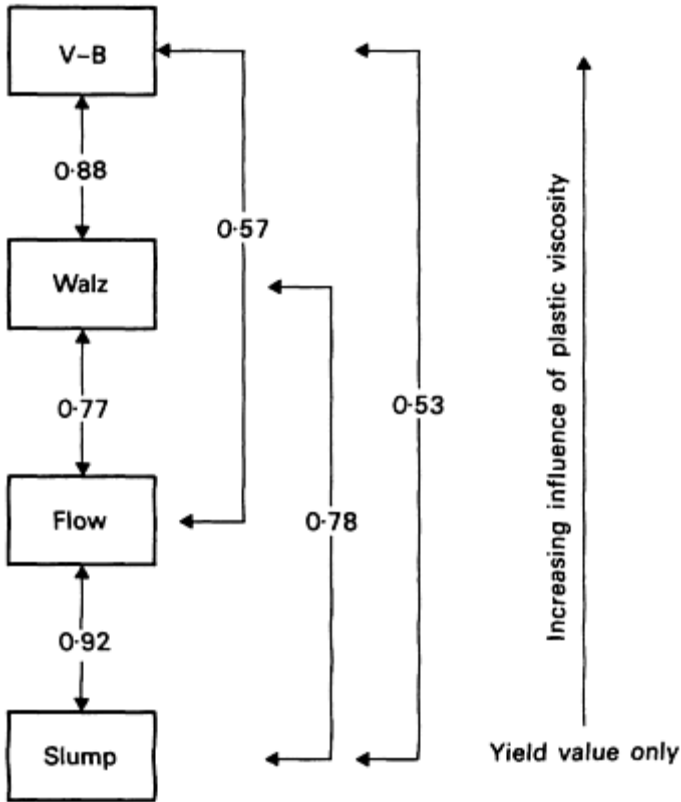 V-B
0·88
0·57
Walz
0·77
0·53
Flow
0·78
0·92
Slump
Increasing influence of plastic viscosity
Yield value only